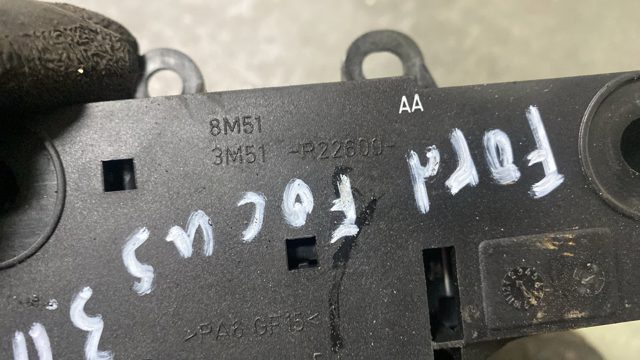 AA
8M51
3M51 -R22600-
Ford
Focus
>PA6 GF15<